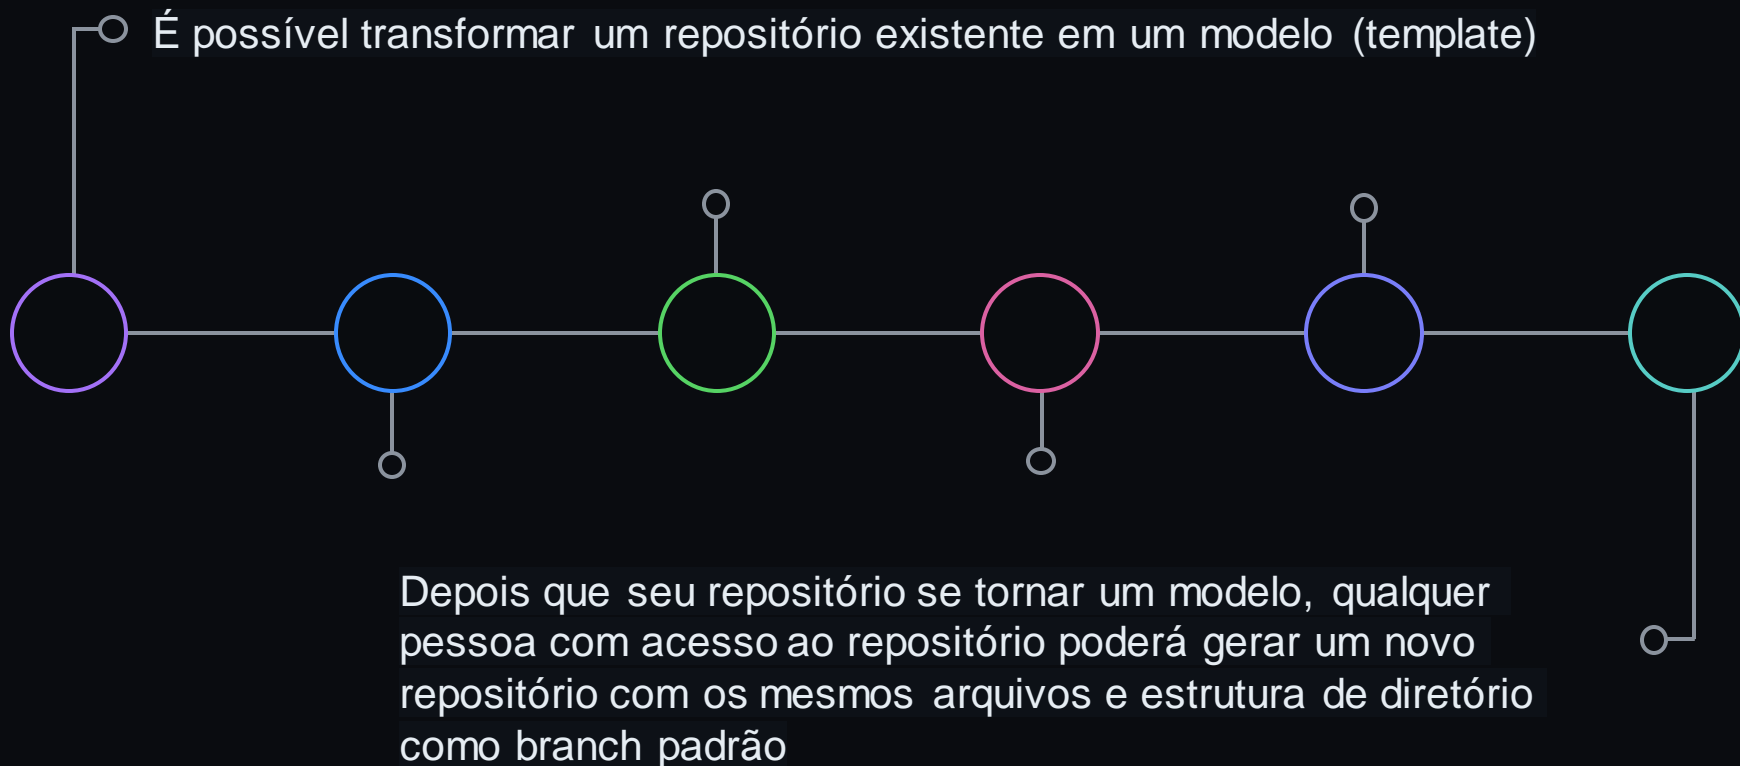 É possível transformar um repositório existente em um modelo (template)
Depois que seu repositório se tornar um modelo, qualquer
pessoa com acesso ao repositório poderá gerar um novo
repositório com os mesmos arquivos e estrutura de diretório
como branch padrão